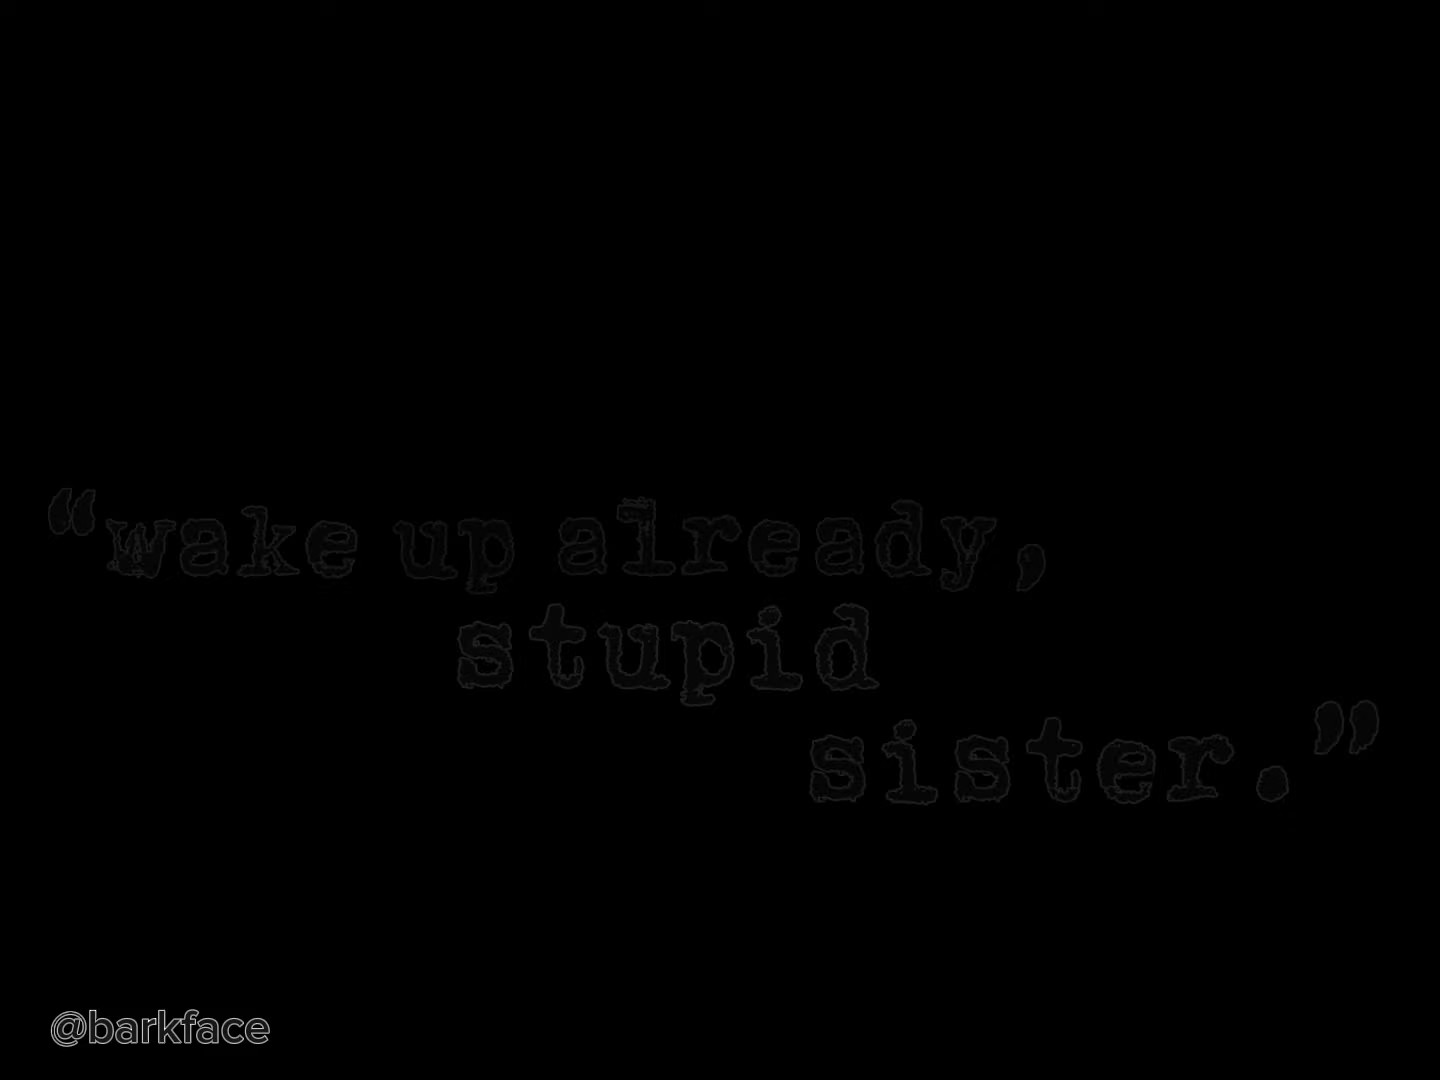 “wake up already,
stupid
sister.”
@barkface